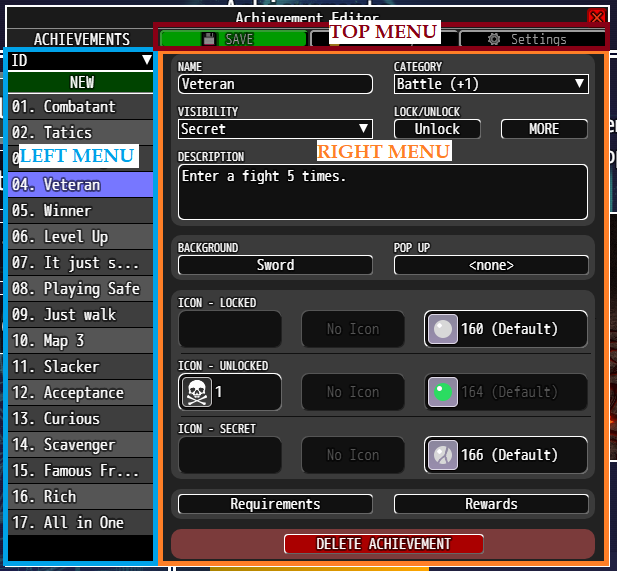 Achievement Editor
TOP MENU
ACHIEVEMENTS
SAVE
Settings
ID
NEW
01. Combatant
02. Tatics
LEFT MENU
04. Veteran
05. Winner
06. Level Up
07. It just s...
08. Playing Safe
09. Just walk
10. Map 3
11. Slacker
12. Acceptance
13. Curious
14. Scavenger
15. Famous Fr...
16. Rich
17. All in One
NAME
CATEGORY
Veteran
Battle (+1)
VISIBILITY
LOCK/UNLOCK
Secret
Unlock
MORE
RIGHT MENU
DESCRIPTION
Enter a fight 5 times.
BACKGROUND
POP UP
Sword
<none>
ICON - LOCKED
No Icon
160 (Default)
ICON - UNLOCKED
1
No Icon
164 (Default)
ICON - SECRET
No Icon
166 (Default)
Requirements
Rewards
DELETE ACHIEVEMENT